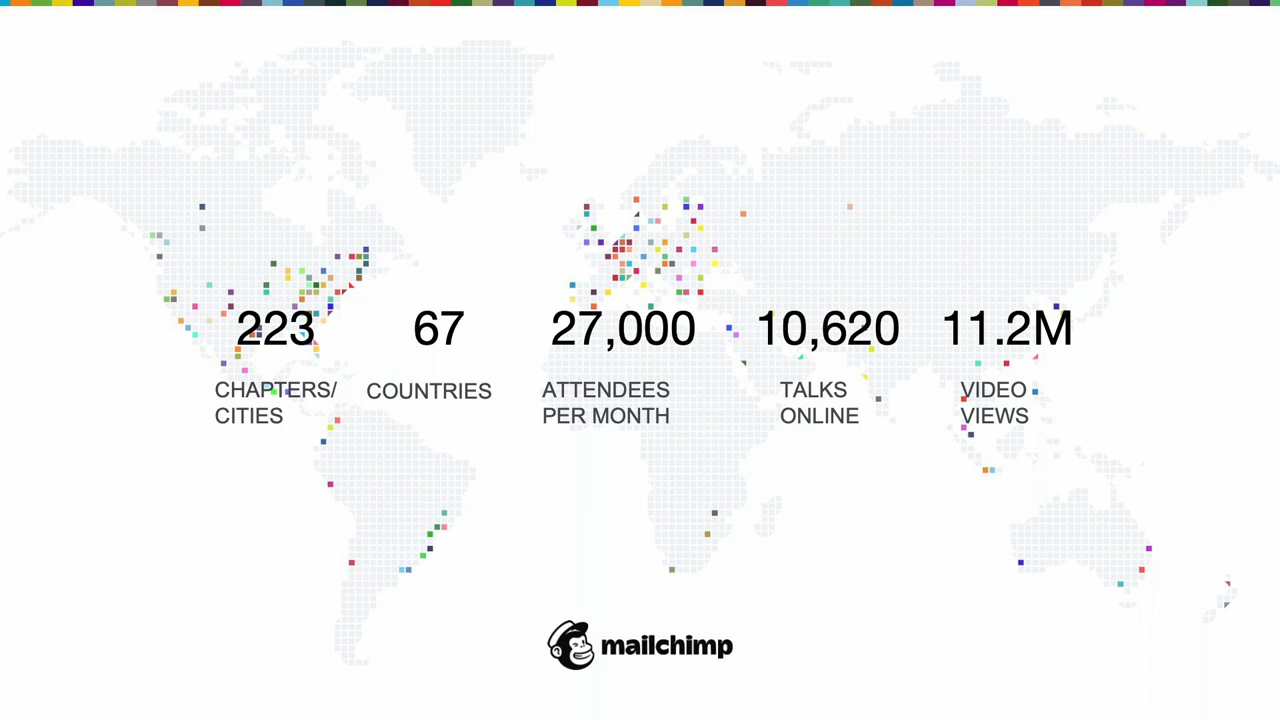 223
CHAPTERS/
CITIES
67
COUNTRIES
27,000
ATTENDEES
PER MONTH
10,620
TALKS
ONLINE
11.2M
VIDEO
VIEWS
mailchimp